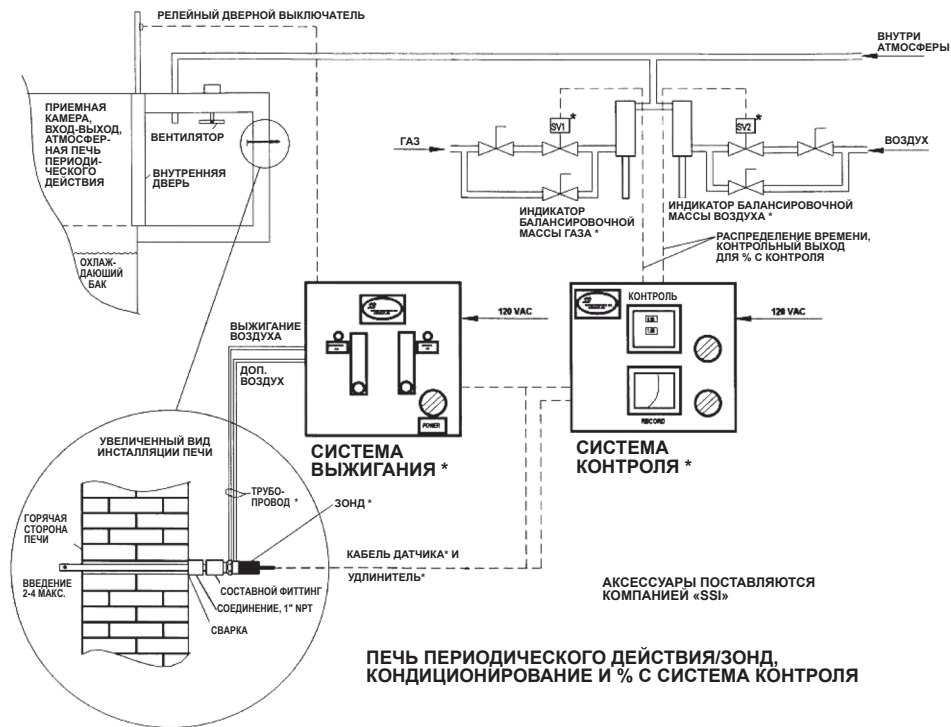 РЕЛЕЙНЫЙ ДВЕРНОЙ ВЫКЛЮЧАТЕЛЬ
ВНУТРИ
АТМОСФЕРЫ
ПРИЕМНАЯ
КАМЕРА,
ВХОД-ВЫХОД,
АТМОСФЕР-
НАЯ ПЕЧЬ
ПЕРИОДИ-
ЧЕСКОГО
ДЕЙСТВИЯ
ВЕНТИЛЯТОР
ВНУТРЕННЯЯ
ДВЕРЬ
ОХЛАЖ-
ДАЮШИЙ
БАК
ГАЗ
SV1
*
SV2
*
ВОЗДУХ
ИНДИКАТОР
БАЛАНСИРОВОЧНОЙ
МАССЫ ГАЗА *
ИНДИКАТОР БАЛАНСИРОВОЧНОЙ
МАССЫ ВОЗДУХА *
РАСПРЕДЕЛЕНИЕ ВРЕМЕНИ,
КОНТРОЛЬНЫЙ ВЫХОД
ДЛЯ % С КОНТРОЛЯ
ВЫЖИГАНИЕ
ВОЗДУХА
ДОП.
ВОЗДУХ
POWER
120 VAC
СИСТЕМА
ВЫЖИГАНИЯ *
КОНТРОЛЬ
RECORD
120 VAC
СИСТЕМА
КОНТРОЛЯ *
УВЕЛИЧЕННЫЙ ВИД
ИНСТАЛЛЯЦИИ ПЕЧИ
ТРУБО-
ПРОВОД *
ЗОНД *
ГОРЯЧАЯ
СТОРОНА
ПЕЧИ
ВВЕДЕНИЕ
2-4 МАКС.
СОСТАВНОЙ ФИТТИНГ
СОЕДИНЕНИЕ, 1" NPT
СВАРКА
КАБЕЛЬ ДАТЧИКА* И
УДЛИНИТЕЛЬ*
АКСЕССУАРЫ ПОСТАВЛЯЮТСЯ
КОМПАНИЕЙ «SSI»
ПЕЧЬ ПЕРИОДИЧЕСКОГО ДЕЙСТВИЯ/ЗОНД,
КОНДИЦИОНИРОВАНИЕ И % С СИСТЕМА КОНТРОЛЯ